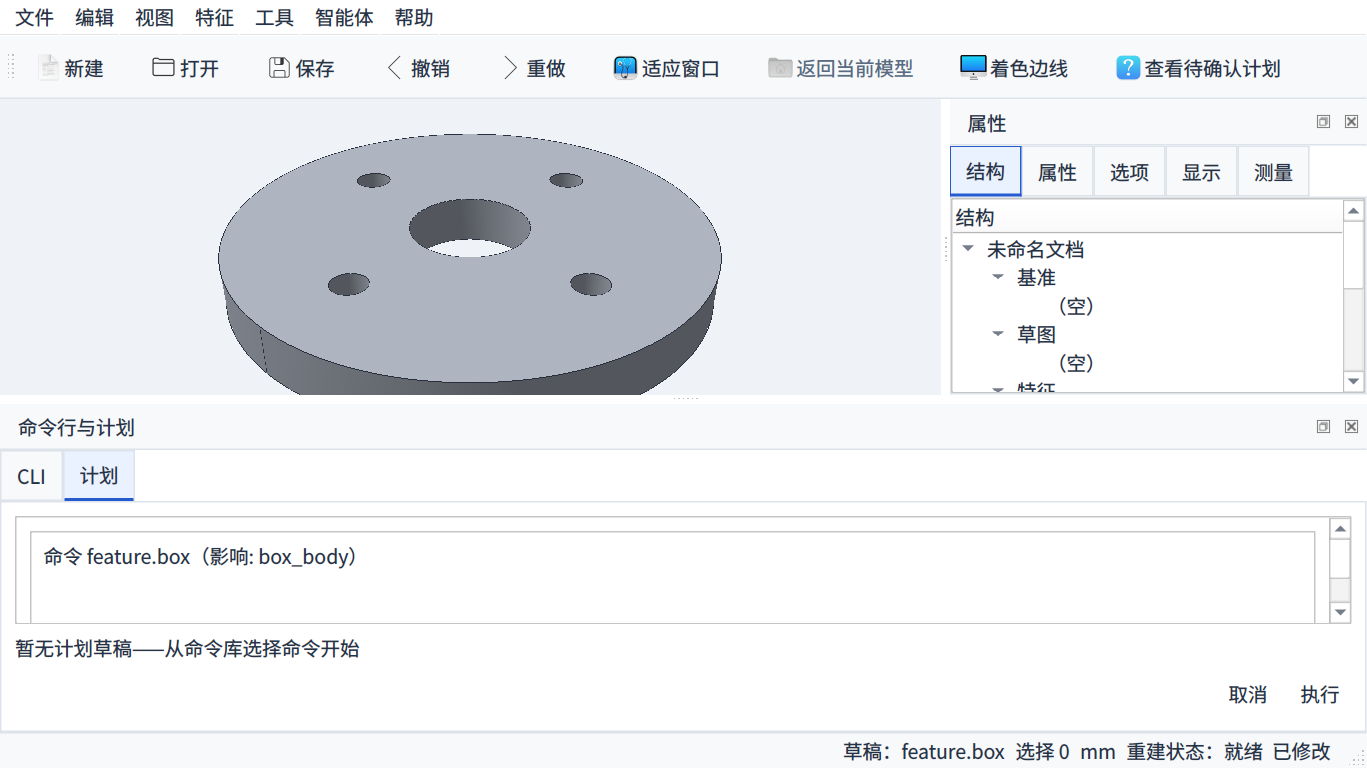 文件 编辑 视图 特征 工具 智能体 帮助
新建 打开 保存 撤销 重做 适应窗口 返回当前模型 着色边线 ? 查看待确认计划
属性
结构 属性 选项 显示 测量
结构
未命名文档
基准
（空）
草图
（空）
特征
命令行与计划
CLI 计划
命令 feature.box（影响: box_body）
暂无计划草稿——从命令库选择命令开始
取消 执行
草稿：feature.box 选择 0 mm 重建状态：就绪 已修改